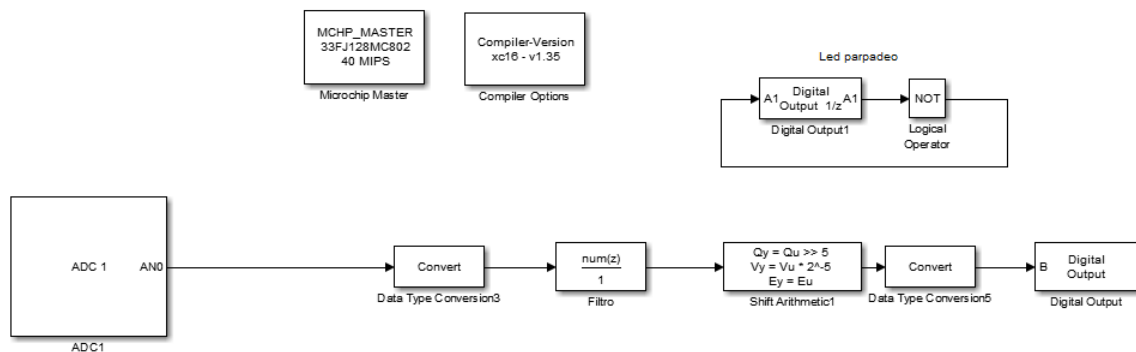 MCHP_MASTER
33FJ128MC802
40 MIPS
Microchip Master
Compiler-Version
xc16 - v1.35
Compiler Options
Led parpadeo
A1
Digital
Output 1/z
A1
Digital Output1
NOT
Logical
Operator
ADC 1
AN0
ADC1
Convert
Data Type Conversion3
num(z)
1
Filtro
Qy = Qu >> 5
Vy = Vu * 2^-5
Ey = Eu
Shift Arithmetic1
Convert
Data Type Conversion5
B
Digital
Output
Digital Output